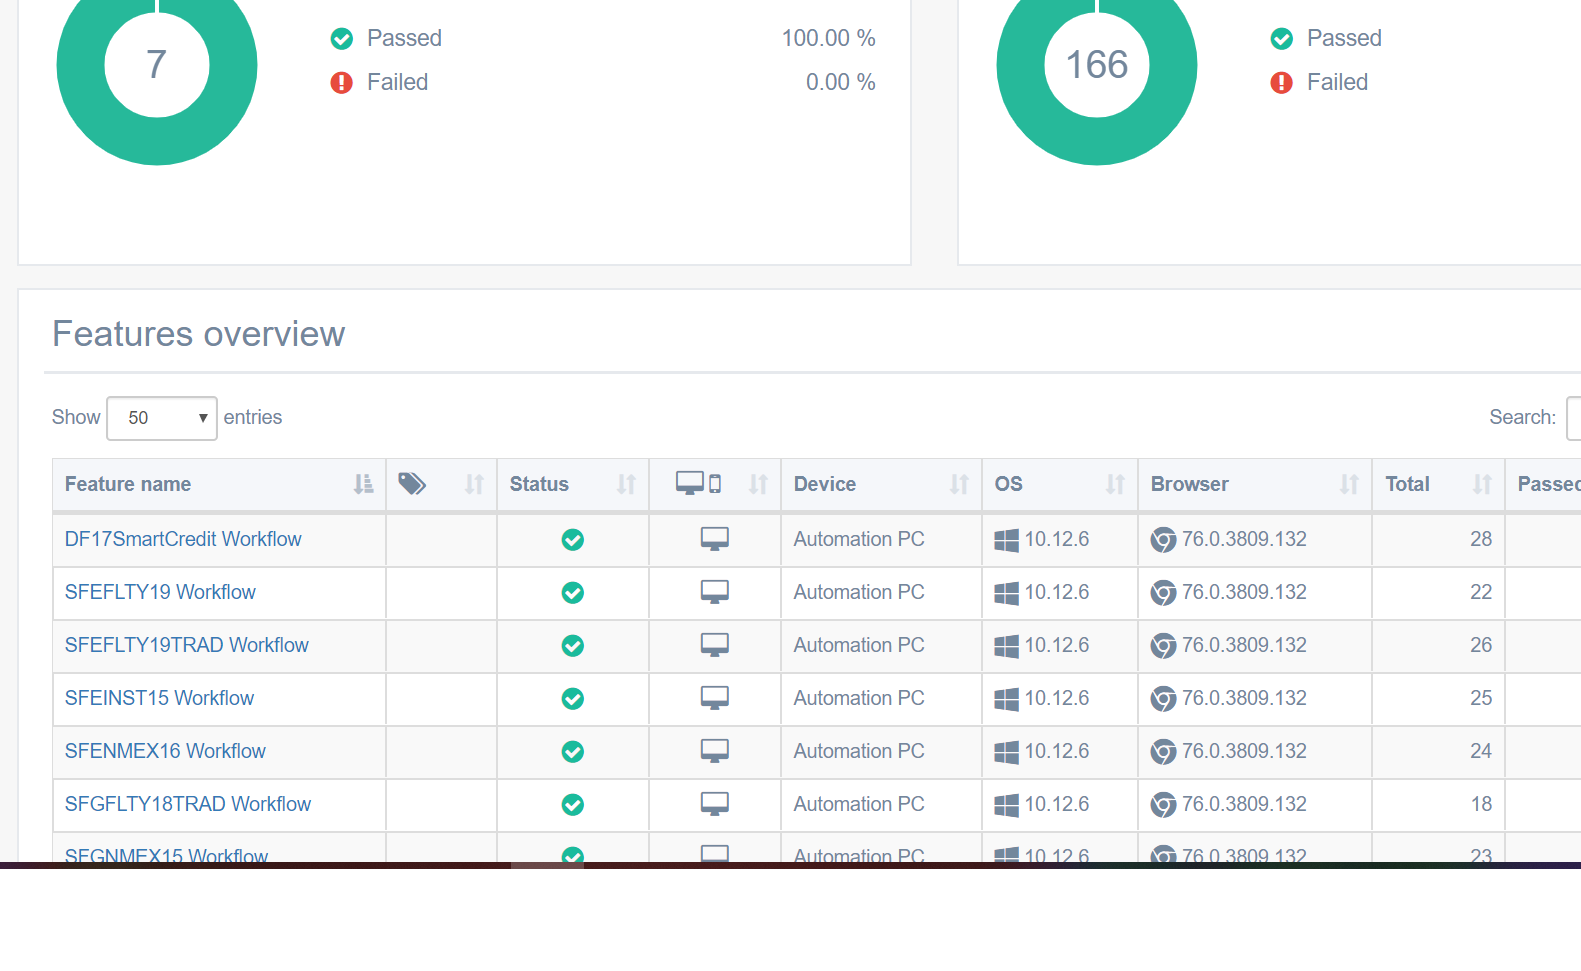 7
Passed 100.00 %
Failed 0.00 %
166
Passed
Failed
Features overview
Show 50 entries
Search:
Feature name Status Device OS Browser Total Passed
DF17SmartCredit Workflow Automation PC 10.12.6 76.0.3809.132 28
SFEFLTY19 Workflow Automation PC 10.12.6 76.0.3809.132 22
SFEFLTY19TRAD Workflow Automation PC 10.12.6 76.0.3809.132 26
SFEINST15 Workflow Automation PC 10.12.6 76.0.3809.132 25
SFENMEX16 Workflow Automation PC 10.12.6 76.0.3809.132 24
SFGFLTY18TRAD Workflow Automation PC 10.12.6 76.0.3809.132 18
SFGNMEX15 Workflow Automation PC 10.12.6 76.0.3809.132 23